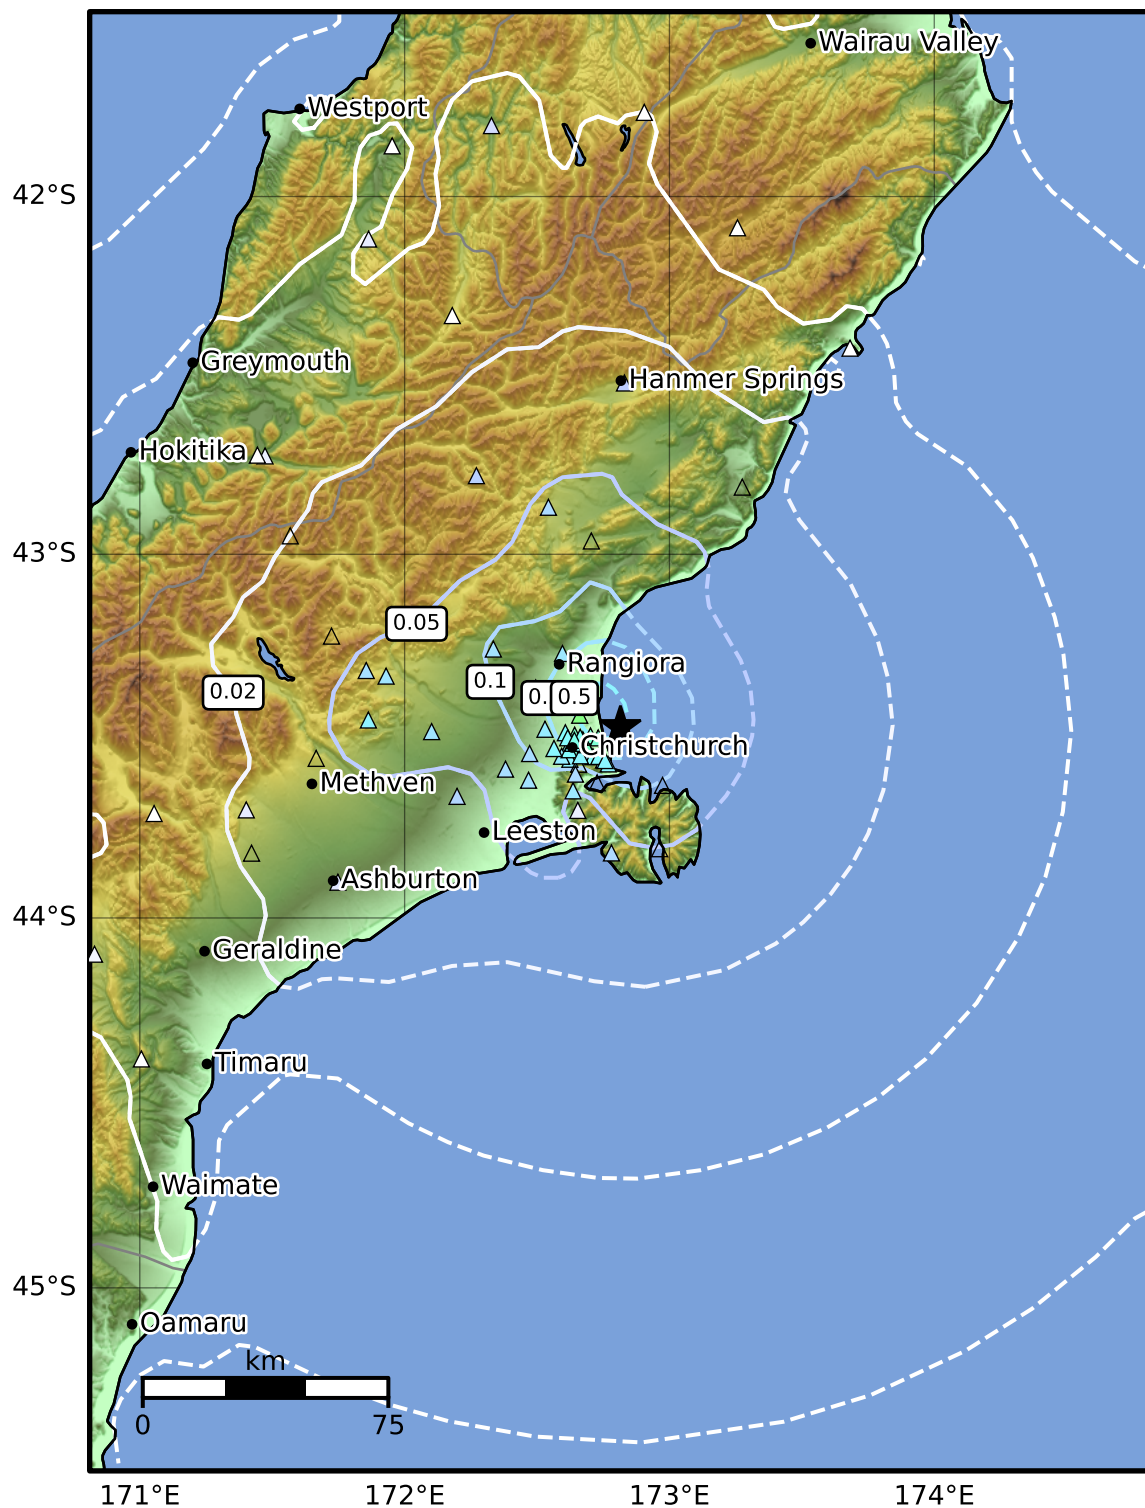 Wairau Valley
Westport
42°S
Greymouth
Hanmer Springs
Hokitika
43°S
0.05
Rangiora
0.1
0.02
0.5
Christchurch
Methven
Leeston
Ashburton
44°S
Geraldine
Timaru
Waimate
45°S
Oamaru
km
0 75
171°E 172°E 173°E 174°E